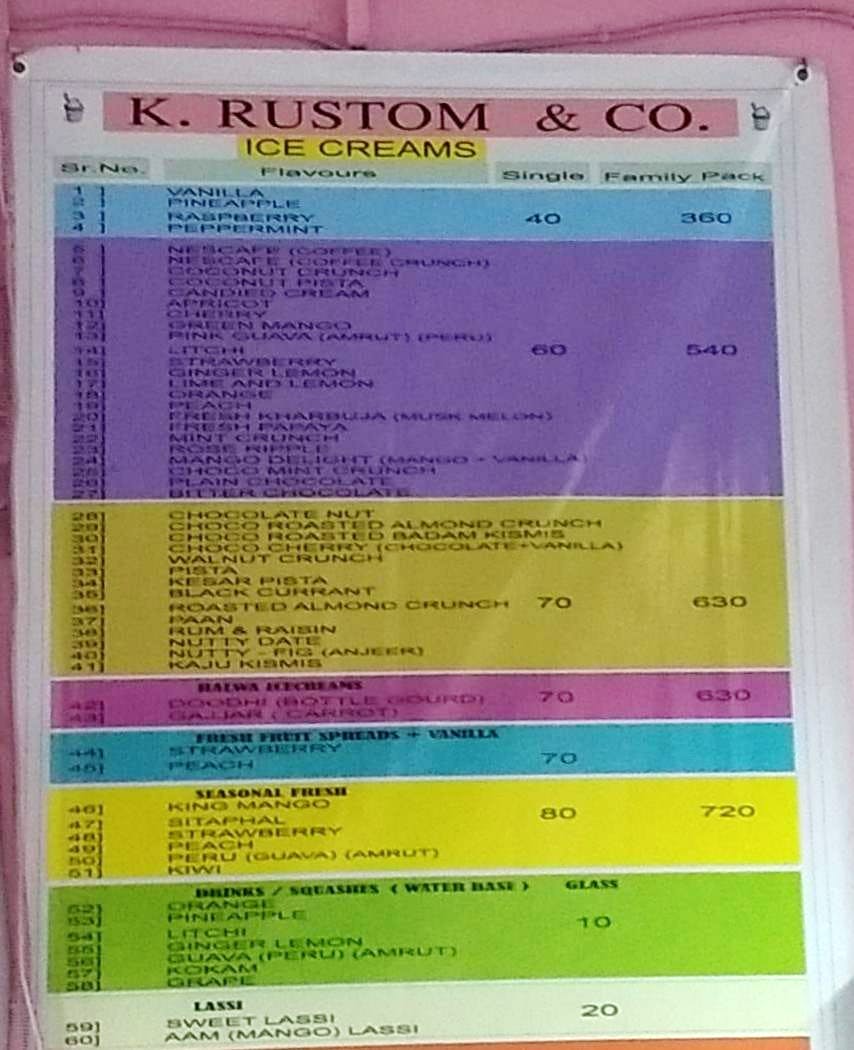 K. RUSTOM & CO.
ICE CREAMS
Sr.No. Flavours Single Family Pack
1 ] VANILLA
2 ] PINEAPPLE
3 ] RASPBERRY 40 360
4 ] PEPPERMINT
5 ] NESCAFE (COFFEE)
6 ] NESCAFE (COFFEE CRUNCH)
7 ] COCONUT CRUNCH
8 ] COCONUT PISTA
9 ] CANDIED CREAM
10] APRICOT
11] CHERRY
12] GREEN MANGO
13] PINK GUAVA (AMRUT) (PERU)
14] LITCHI 60 540
15] STRAWBERRY
16] GINGER LEMON
17] LIME AND LEMON
18] ORANGE
19] PEACH
20] FRESH KHARBUJA (MUSK MELON)
21] FRESH PAPAYA
22] MINT CRUNCH
23] ROSE RIPPLE
24] MANGO DELIGHT (MANGO + VANILLA)
25] CHOCO MINT CRUNCH
26] PLAIN CHOCOLATE
27] BITTER CHOCOLATE
28] CHOCOLATE NUT
29] CHOCO ROASTED ALMOND CRUNCH
30] CHOCO ROASTED BADAM KISMIS
31] CHOCO CHERRY (CHOCOLATE+VANILLA)
32] WALNUT CRUNCH
33] PISTA
34] KESAR PISTA
35] BLACK CURRANT
36] ROASTED ALMOND CRUNCH 70 630
37] PAAN
38] RUM & RAISIN
39] NUTTY DATE
40] NUTTY - FIG (ANJEER)
41] KAJU KISMIS
HALWA ICECREAMS
42] DOODHI (BOTTLE GOURD) 70 630
43] GAJJAR ( CARROT)
FRESH FRUIT SPREADS + VANILLA
44] STRAWBERRY
45] PEACH 70
SEASONAL FRESH
46] KING MANGO 80 720
47] SITAPHAL
48] STRAWBERRY
49] PEACH
50] PERU (GUAVA) (AMRUT)
51] KIWI
DRINKS / SQUASHES ( WATER BASE ) GLASS
52] ORANGE
53] PINEAPPLE 10
54] LITCHI
55] GINGER LEMON
56] GUAVA (PERU) (AMRUT)
57] KOKAM
58] GRAPE
LASSI
59] SWEET LASSI 20
60] AAM (MANGO) LASSI